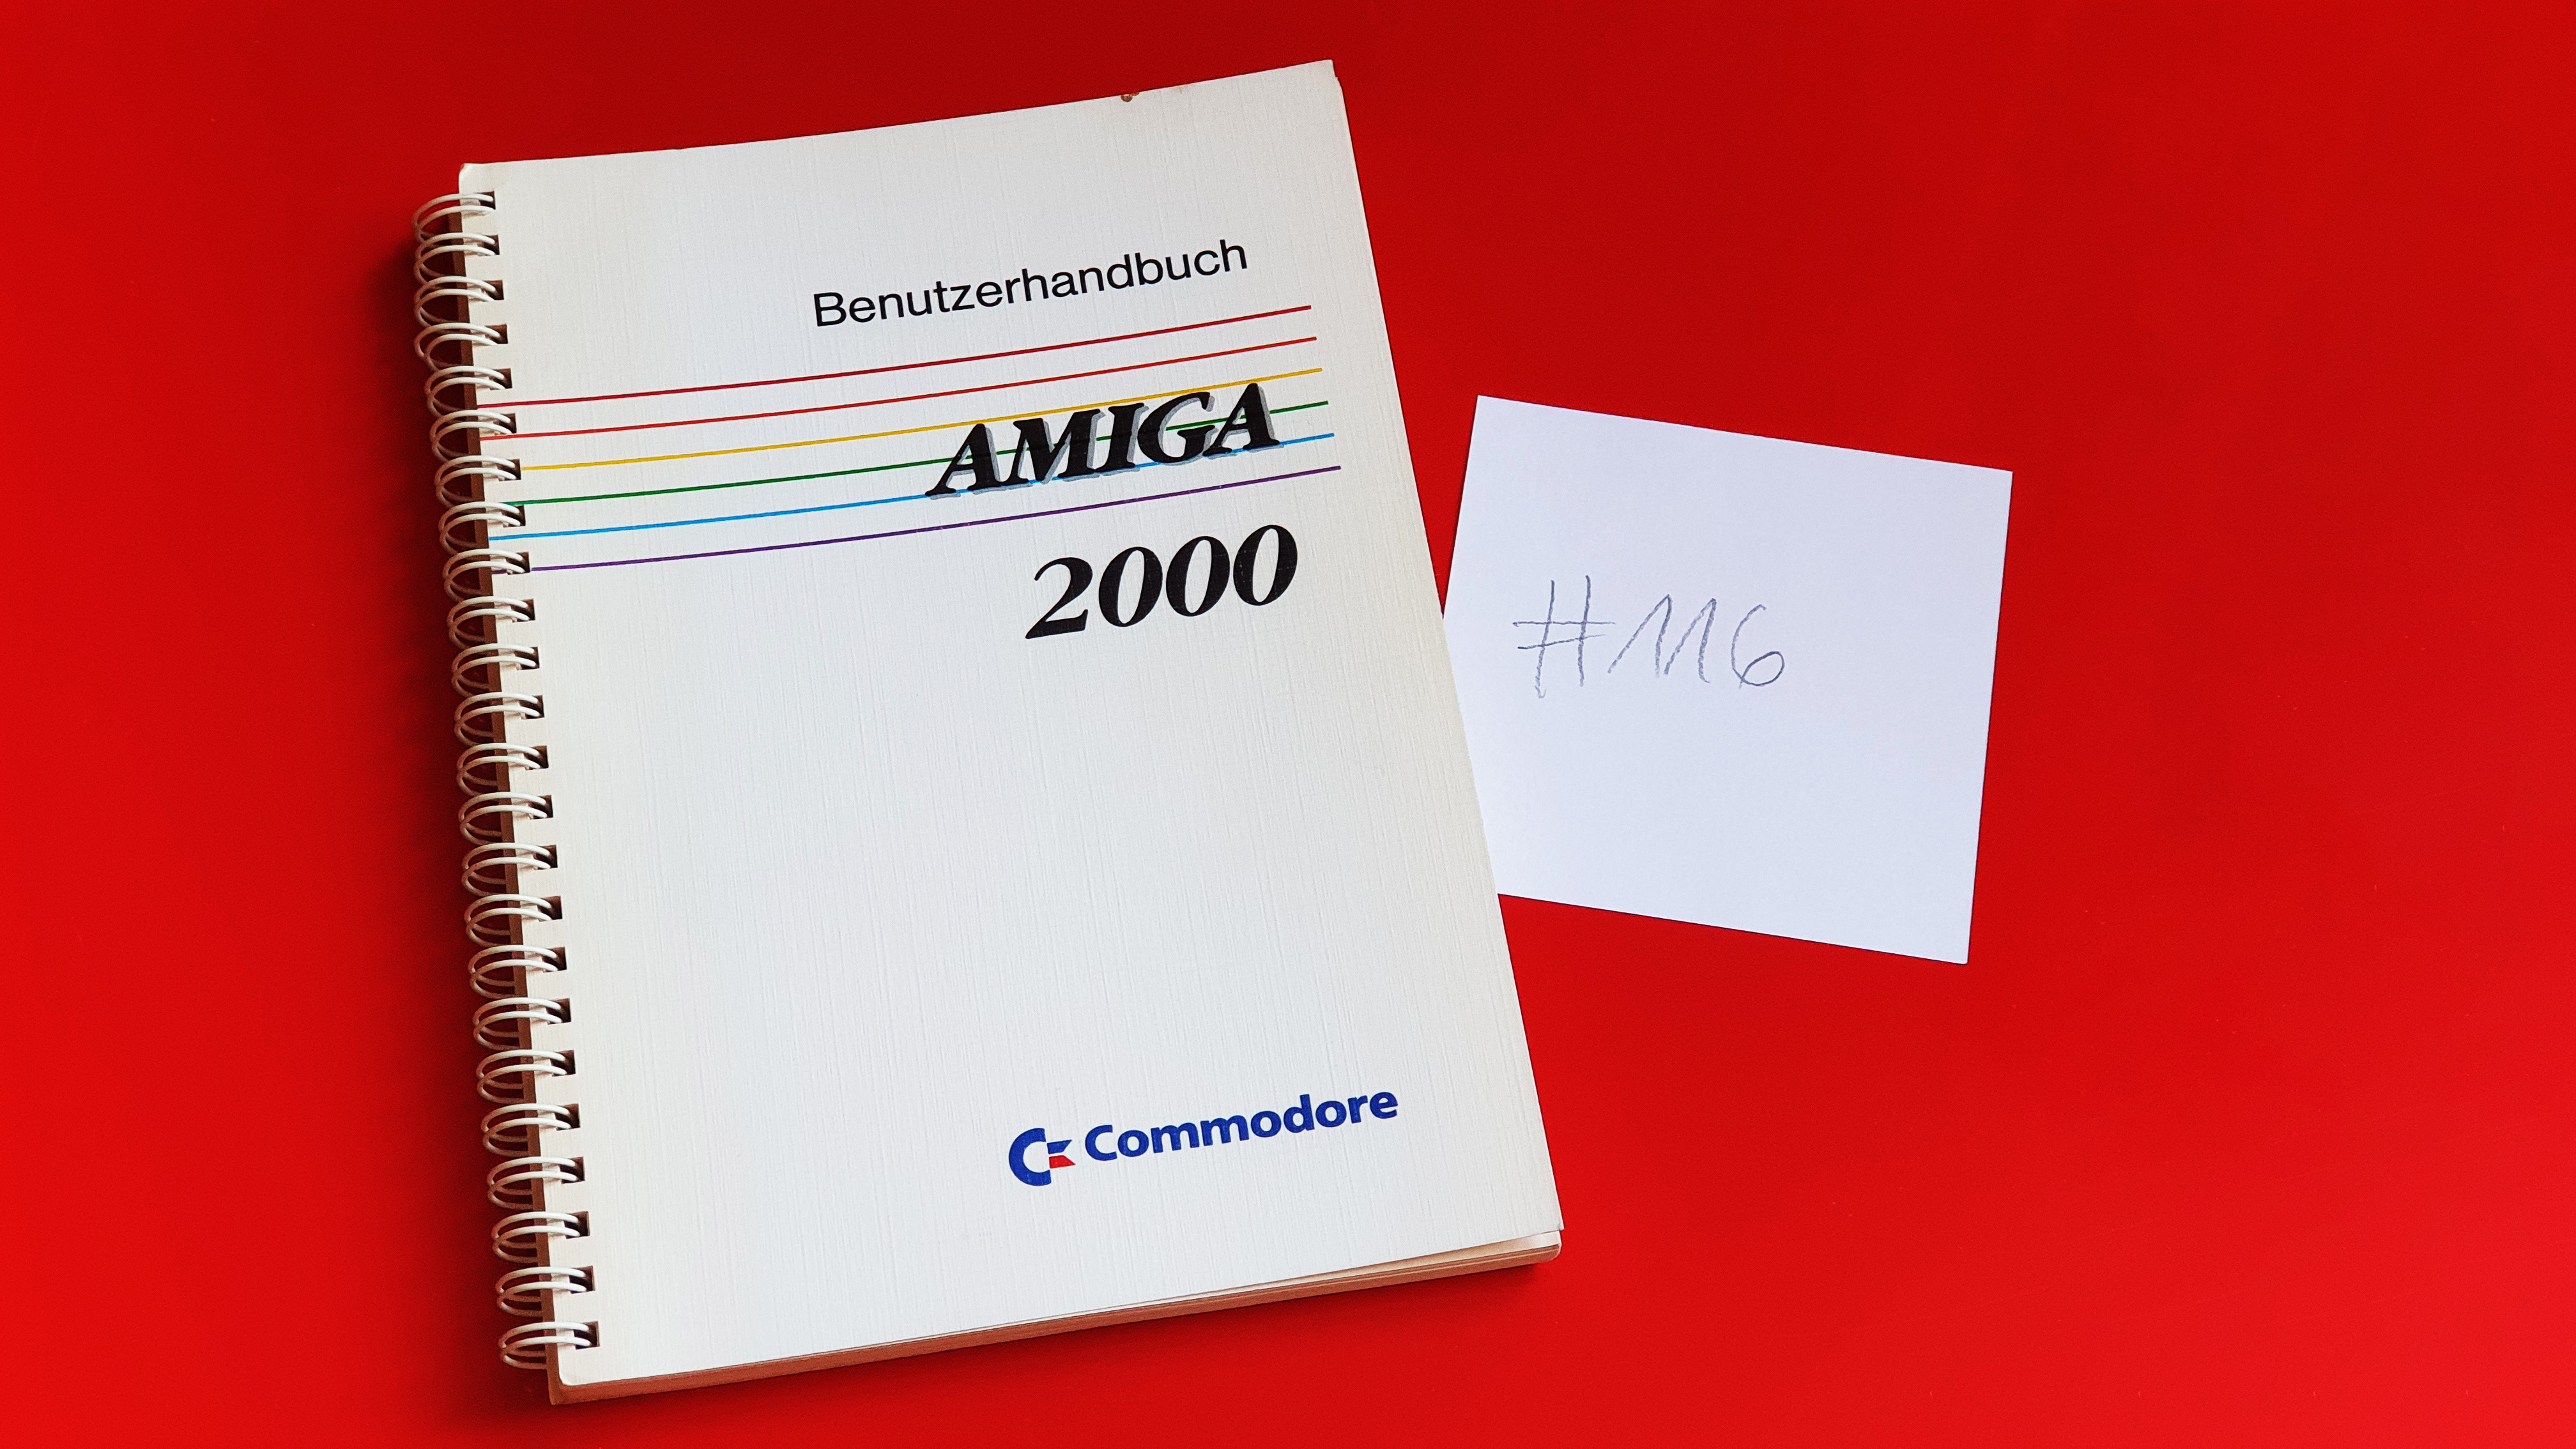 Benutzerhandbuch
AMIGA
2000
Commodore
#116